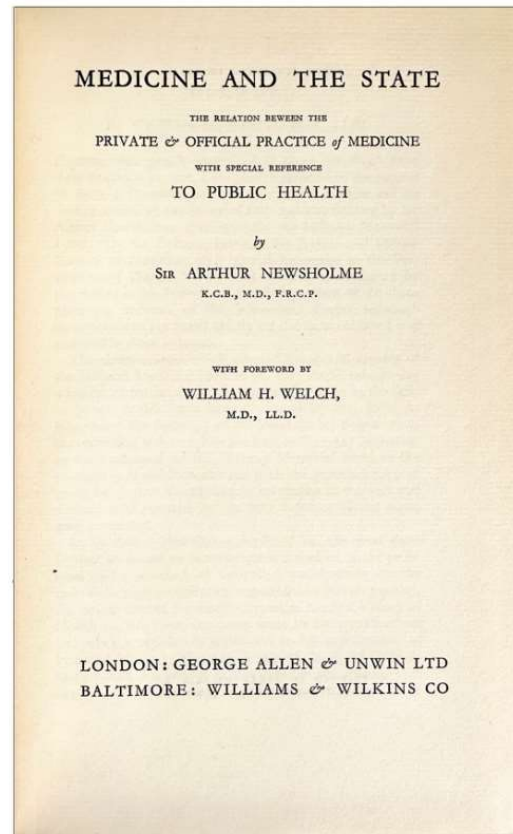 MEDICINE AND THE STATE
THE RELATION BEWEEN THE
PRIVATE & OFFICIAL PRACTICE of MEDICINE
WITH SPECIAL REFERENCE
TO PUBLIC HEALTH
by
SIR ARTHUR NEWSHOLME
K.C.B., M.D., F.R.C.P.
WITH FOREWORD BY
WILLIAM H. WELCH,
M.D., LL.D.
LONDON: GEORGE ALLEN & UNWIN LTD
BALTIMORE: WILLIAMS & WILKINS CO